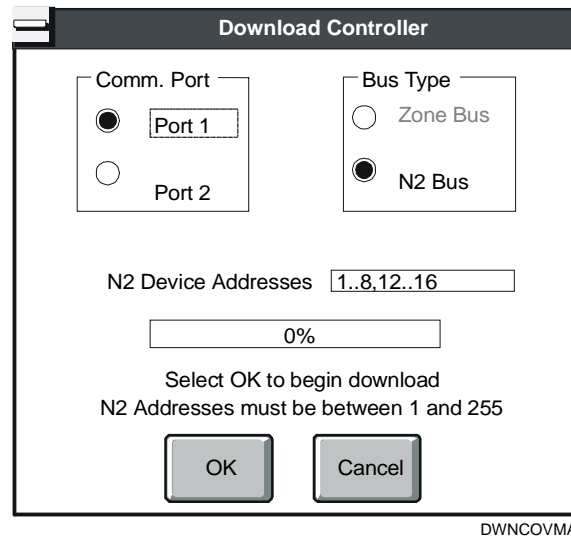 Download Controller
Comm. Port
Bus Type
Port 1
Zone Bus
Port 2
N2 Bus
N2 Device Addresses 1..8,12..16
0%
Select OK to begin download
N2 Addresses must be between 1 and 255
OK
Cancel
DWNCOVMA